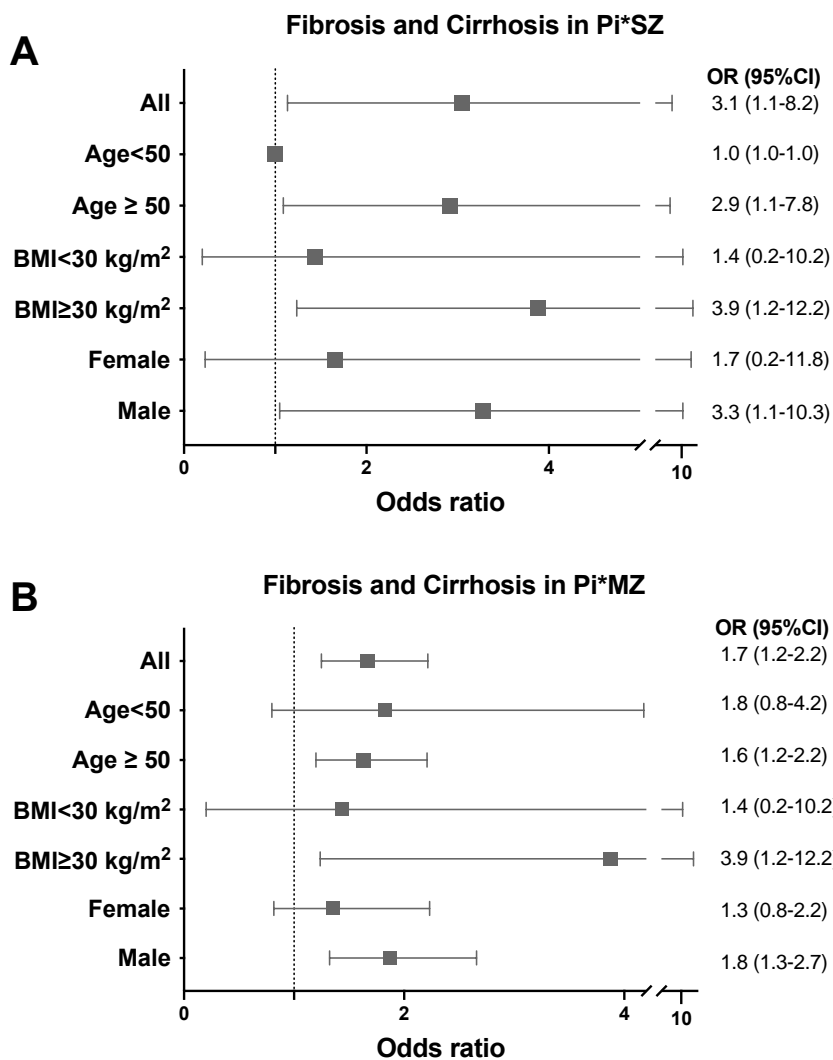 Fibrosis and Cirrhosis in Pi*SZ
A
OR (95%CI)
All 3.1 (1.1-8.2)
Age<50 1.0 (1.0-1.0)
Age ≥ 50 2.9 (1.1-7.8)
BMI<30 kg/m² 1.4 (0.2-10.2)
BMI≥30 kg/m² 3.9 (1.2-12.2)
Female 1.7 (0.2-11.8)
Male 3.3 (1.1-10.3)
0 2 4 10
Odds ratio
Fibrosis and Cirrhosis in Pi*MZ
B
OR (95%CI)
All 1.7 (1.2-2.2)
Age<50 1.8 (0.8-4.2)
Age ≥ 50 1.6 (1.2-2.2)
BMI<30 kg/m² 1.4 (0.2-10.2)
BMI≥30 kg/m² 3.9 (1.2-12.2)
Female 1.3 (0.8-2.2)
Male 1.8 (1.3-2.7)
0 2 4 10
Odds ratio